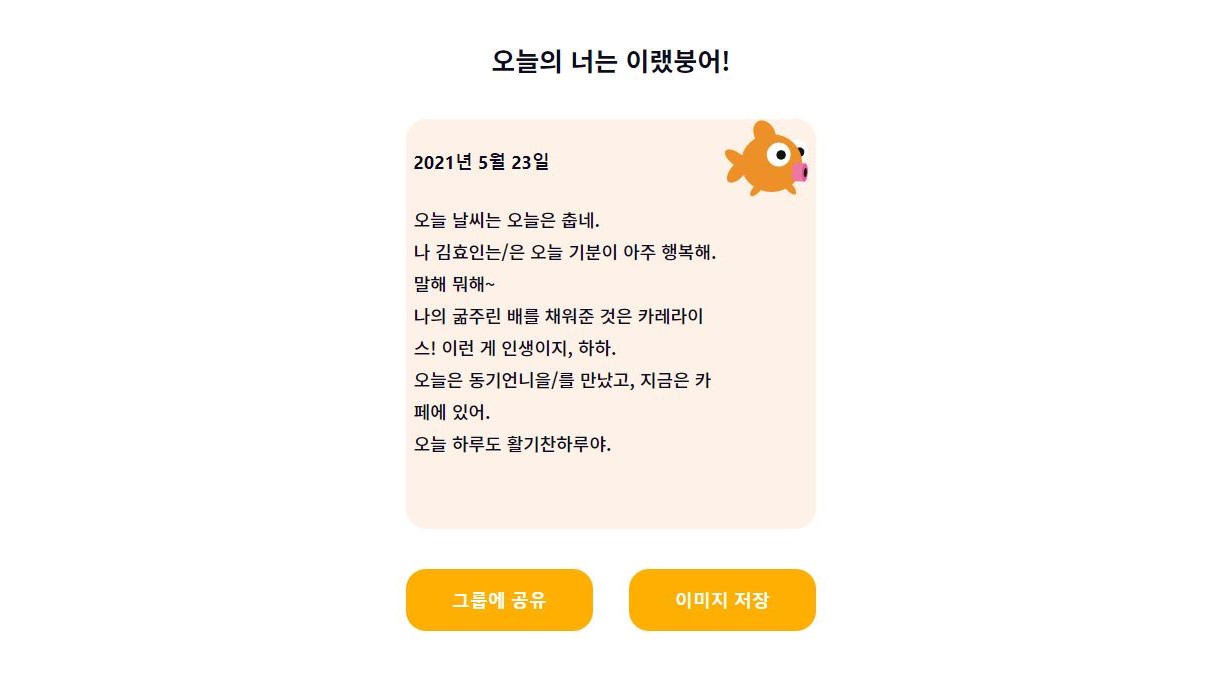 오늘의 너는 이랬붕어!
2021년 5월 23일
오늘 날씨는 오늘은 춥네.
나 김효인는/은 오늘 기분이 아주 행복해.
말해 뭐해~
나의 굶주린 배를 채워준 것은 카레라이
스! 이런 게 인생이지, 하하.
오늘은 동기언니을/를 만났고, 지금은 카
페에 있어.
오늘 하루도 활기찬하루야.
그룹에 공유
이미지 저장